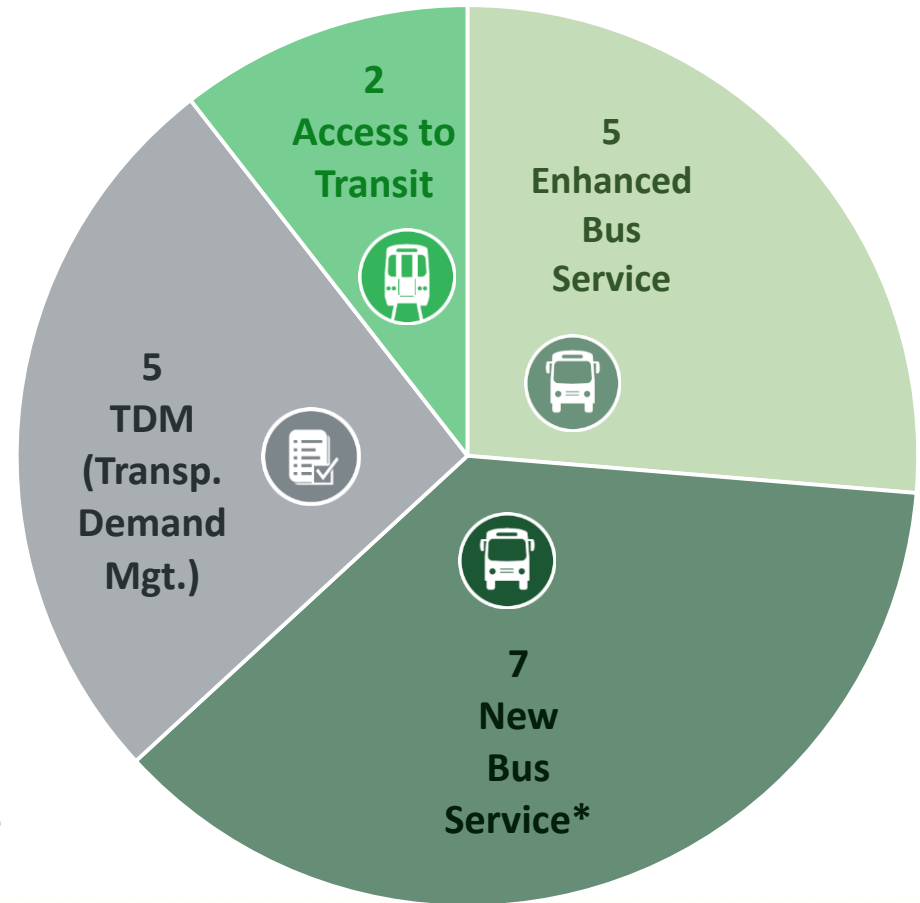 2
Access to
Transit
5
Enhanced
Bus
Service
5
TDM
(Transp.
Demand
Mgt.)
7
New
Bus
Service*